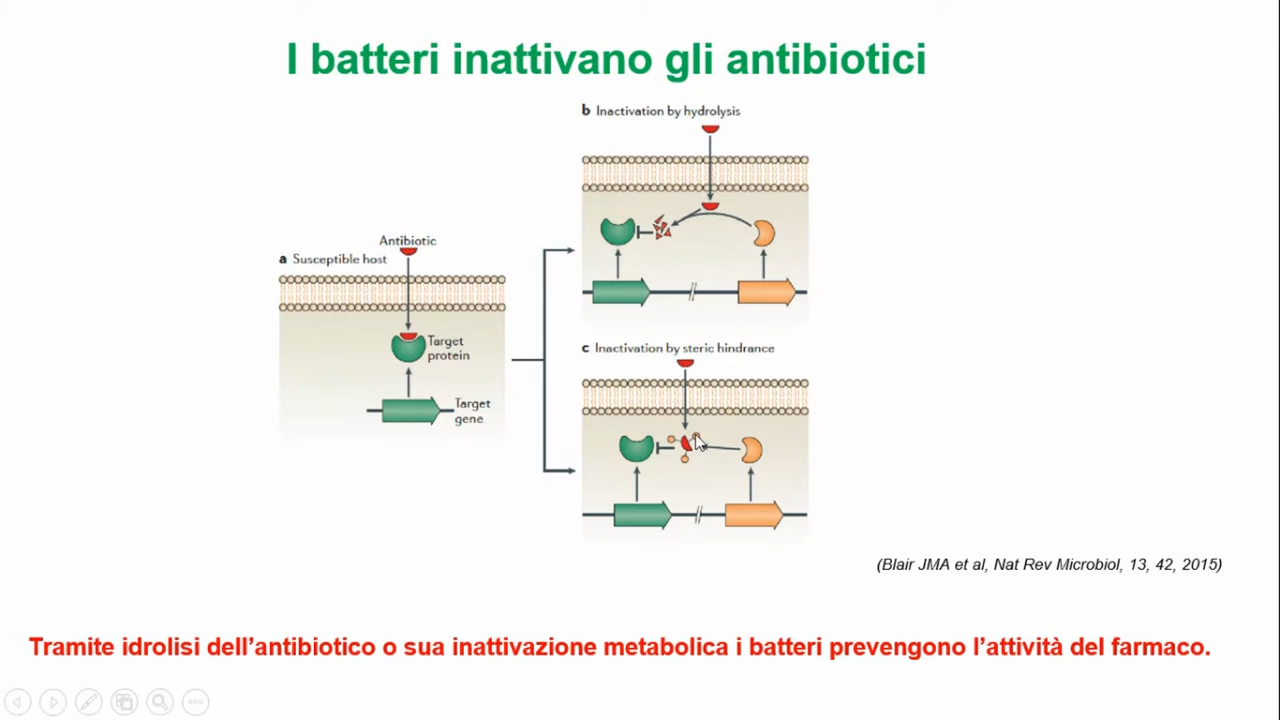 I batteri inattivano gli antibiotici
a Susceptible host
Antibiotic
Target
protein
Target
gene
b Inactivation by hydrolysis
c Inactivation by steric hindrance
(Blair JMA et al, Nat Rev Microbiol, 13, 42, 2015)
Tramite idrolisi dell’antibiotico o sua inattivazione metabolica i batteri prevengono l’attività del farmaco.